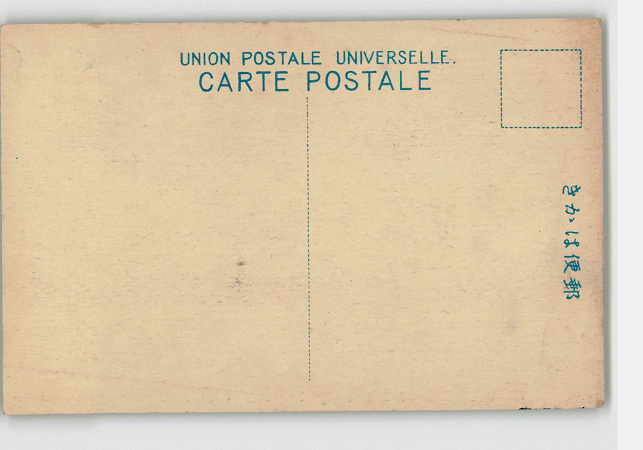 UNION POSTALE UNIVERSELLE.
CARTE POSTALE
きかは便郵